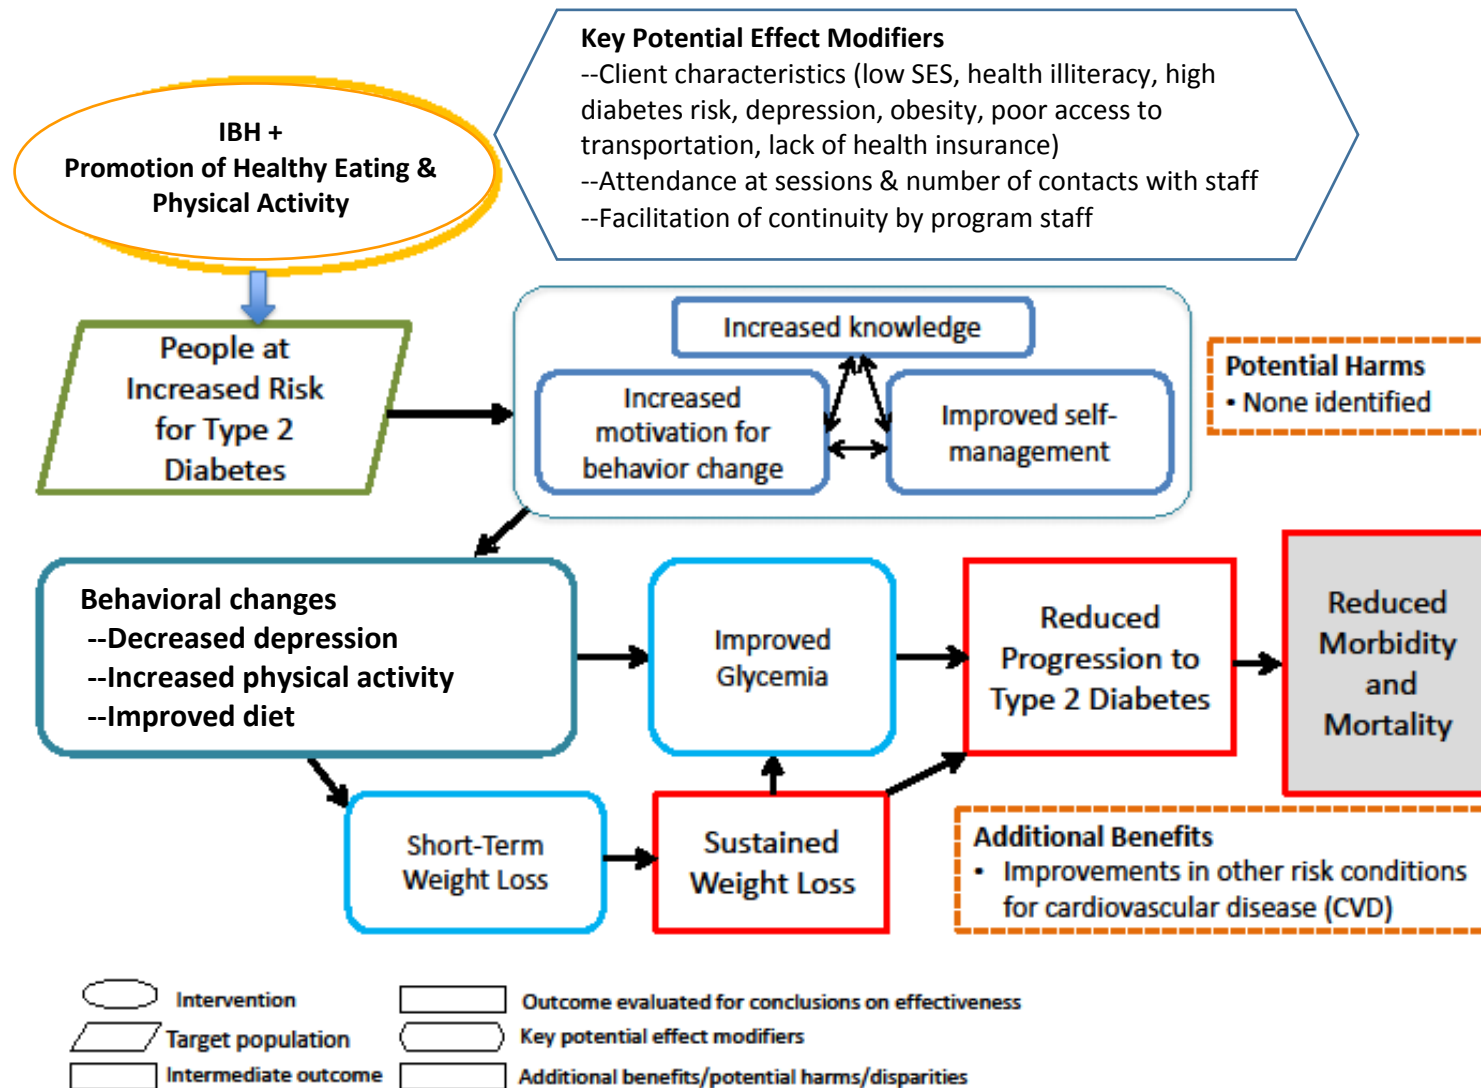 IBH +
Promotion of Healthy Eating &
Physical Activity
Key Potential Effect Modifiers
--Client characteristics (low SES, health illiteracy, high
diabetes risk, depression, obesity, poor access to
transportation, lack of health insurance)
--Attendance at sessions & number of contacts with staff
--Facilitation of continuity by program staff
People at
Increased Risk
for Type 2
Diabetes
Increased knowledge
Increased
motivation for
behavior change
Improved self-
management
Potential Harms
• None identified
Behavioral changes
--Decreased depression
--Increased physical activity
--Improved diet
Improved
Glycemia
Reduced
Progression to
Type 2 Diabetes
Reduced
Morbidity
and
Mortality
Short-Term
Weight Loss
Sustained
Weight Loss
Additional Benefits
• Improvements in other risk conditions
for cardiovascular disease (CVD)
Intervention
Target population
Intermediate outcome
Outcome evaluated for conclusions on effectiveness
Key potential effect modifiers
Additional benefits/potential harms/disparities